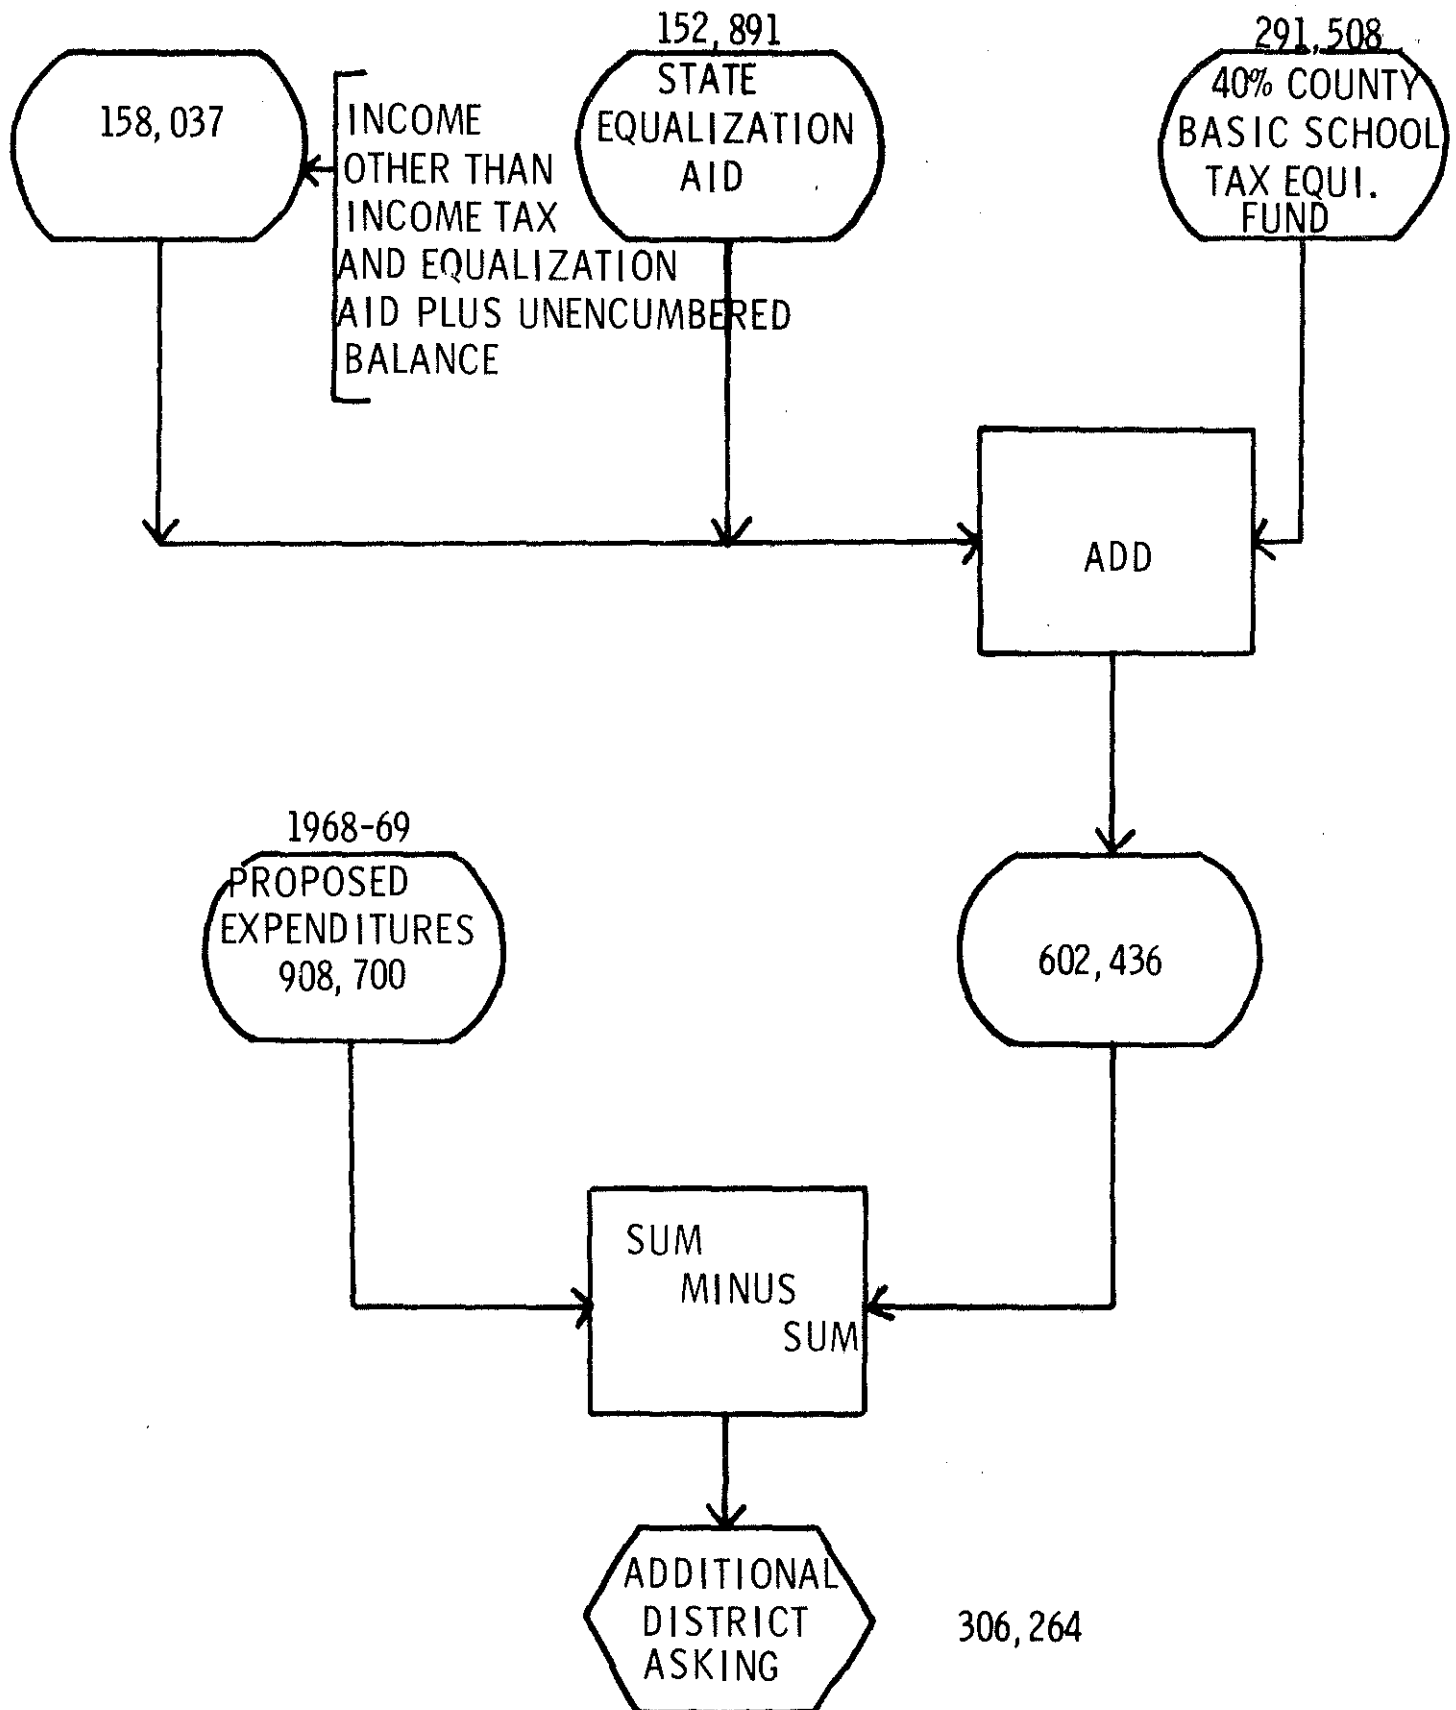 158,037
INCOME
OTHER THAN
INCOME TAX
AND EQUALIZATION
AID PLUS UNENCUMBERED
BALANCE
152,891
STATE
EQUALIZATION
AID
291,508
40% COUNTY
BASIC SCHOOL
TAX EQUI.
FUND
ADD
1968-69
PROPOSED
EXPENDITURES
908,700
602,436
SUM
MINUS
SUM
ADDITIONAL
DISTRICT
ASKING
306,264